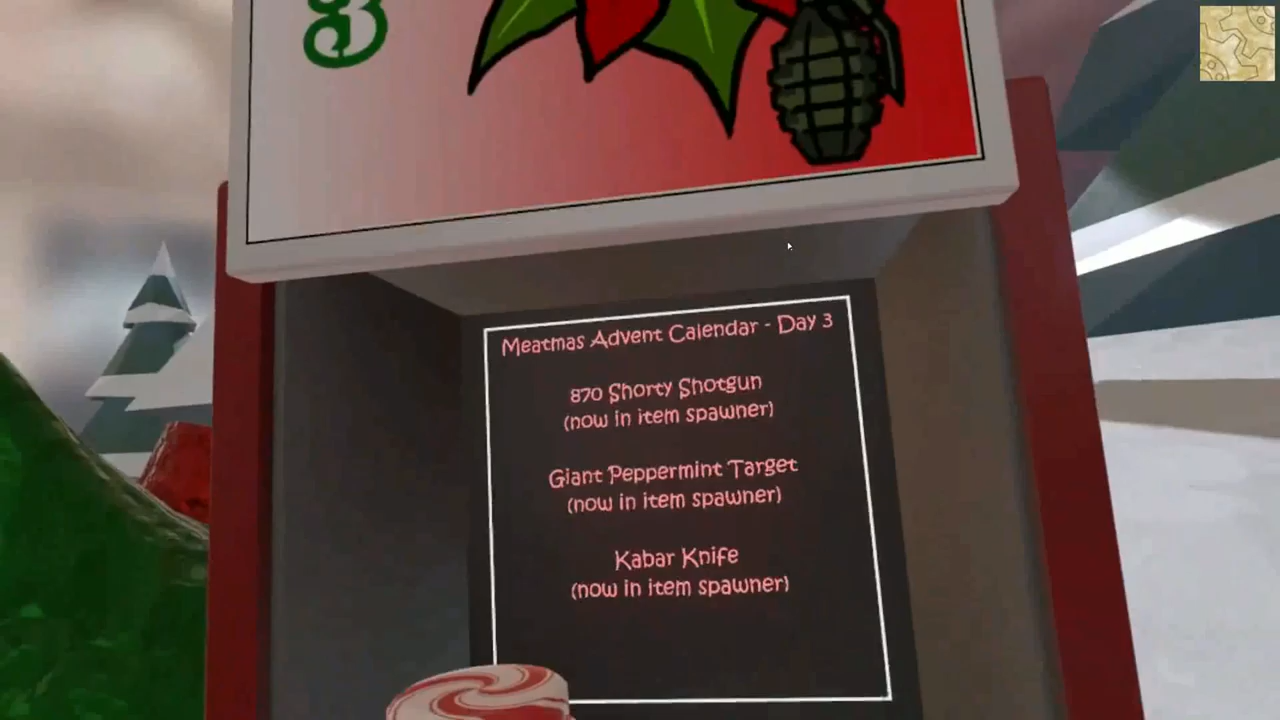 3
Meatmas Advent Calendar - Day 3
870 Shorty Shotgun
(now in item spawner)
Giant Peppermint Target
(now in item spawner)
Kabar Knife
(now in item spawner)